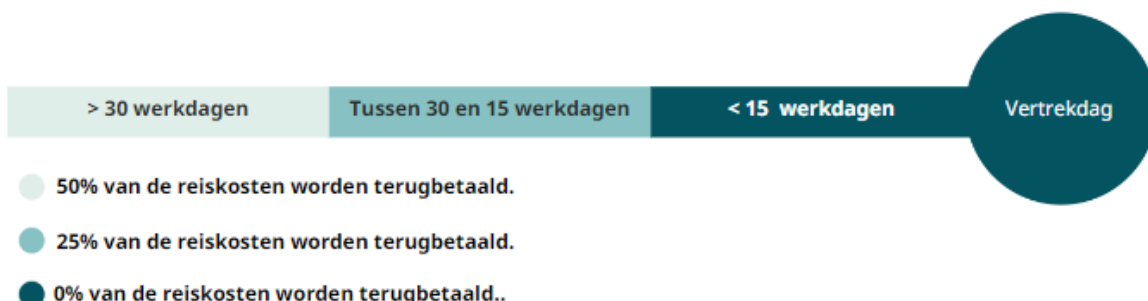 > 30 werkdagen
Tussen 30 en 15 werkdagen
< 15 werkdagen
Vertrekdag
50% van de reiskosten worden terugbetaald.
25% van de reiskosten worden terugbetaald.
0% van de reiskosten worden terugbetaald..